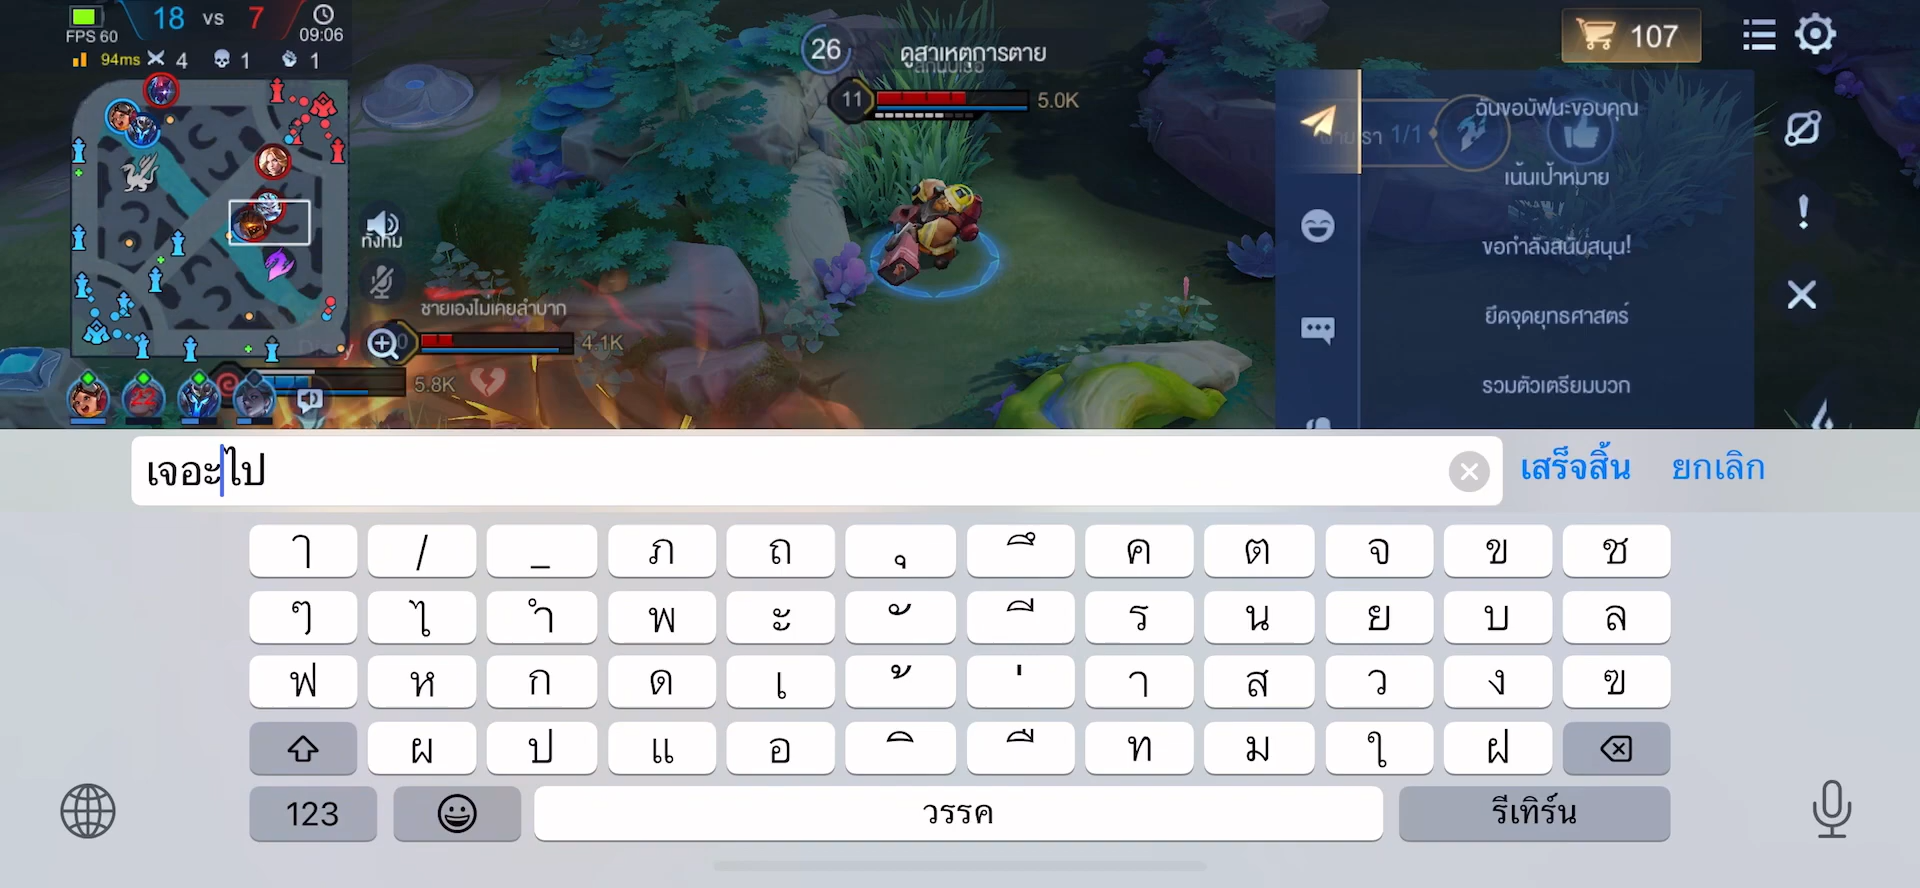 FPS 60
18 vs 7
09:06
94ms
4
1
1
26
ดูสาเหตุการตาย
11
5.0K
107
ฉันขอบัฟนะขอบคุณ
1/1
เน้นเป้าหมาย
ขอกำลังสนับสนุน!
ยึดจุดยุทธศาสตร์
รวมตัวเตรียมบวก
ทั้งทีม
ชายเองไม่เคยลำบาก
4.1K
5.8K
22
เจอะไป
เสร็จสิ้น
ยกเลิก
ๅ / _ ภ ถ ุ ึ ค ต จ ข ช
ๆ ไ ำ พ ะ ั ี ร น ย บ ล
ฟ ห ก ด เ ้ ่ า ส ว ง ฃ
ผ ป แ อ ิ ื ท ม ใ ฝ
123
วรรค
รีเทิร์น